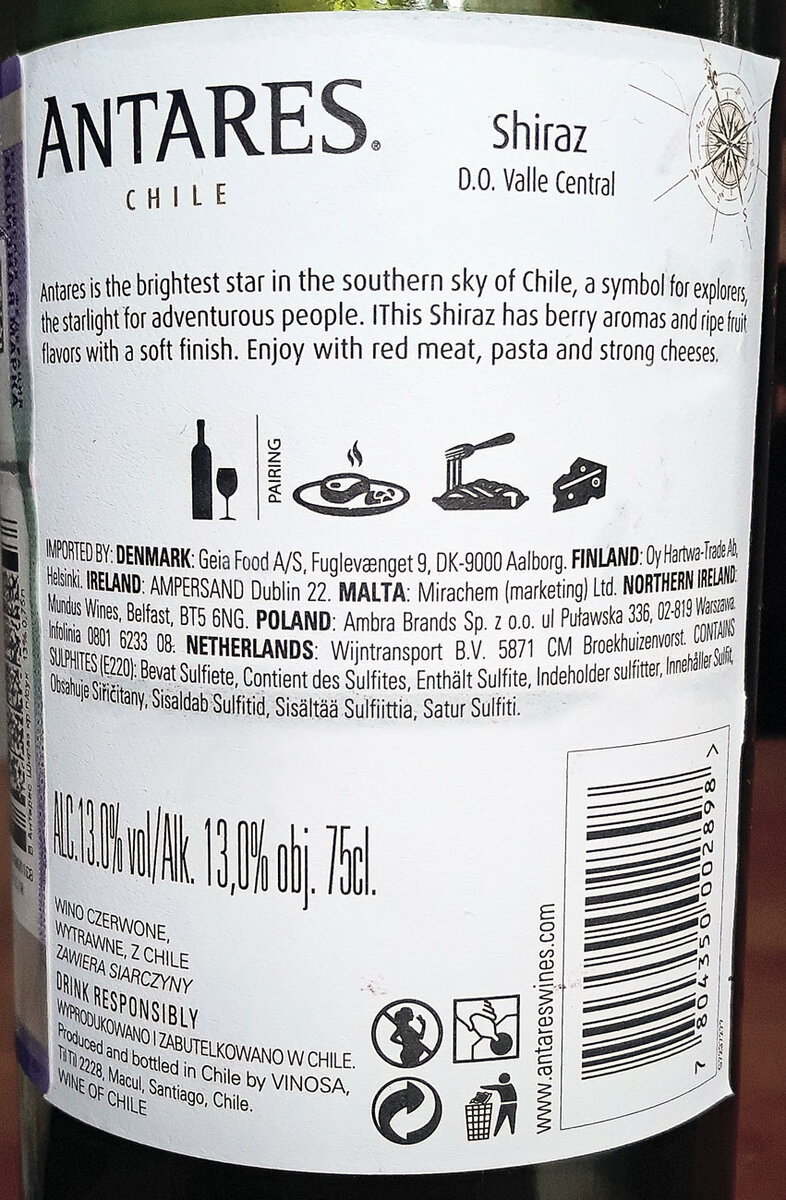 ANTARES®
CHILE
Shiraz
D.O. Valle Central
Antares is the brightest star in the southern sky of Chile, a symbol for explorers,
the starlight for adventurous people. IThis Shiraz has berry aromas and ripe fruit
flavors with a soft finish. Enjoy with red meat, pasta and strong cheeses.
PAIRING
IMPORTED BY: DENMARK: Geia Food A/S, Fuglevænget 9, DK-9000 Aalborg. FINLAND: Oy Hartwa-Trade Ab,
Helsinki. IRELAND: AMPERSAND Dublin 22. MALTA: Mirachem (marketing) Ltd. NORTHERN IRELAND:
Mundus Wines, Belfast, BT5 6NG. POLAND: Ambra Brands Sp. z o.o. ul Puławska 336, 02-819 Warszawa.
Infolinia 0801 6233 08. NETHERLANDS: Wijntransport B.V. 5871 CM Broekhuizenvorst. CONTAINS
SULPHITES (E220): Bevat Sulfiete, Contient des Sulfites, Enthält Sulfite, Indeholder sulfitter, Innehåller Sulfit,
Obsahuje Siřičitany, Sisaldab Sulfitid, Sisältää Sulfiittia, Satur Sulfiti.
ALC.13.0% vol/Alk. 13,0% obj. 75cl.
WINO CZERWONE,
WYTRAWNE, Z CHILE
ZAWIERA SIARCZYNY
DRINK RESPONSIBLY
WYPRODUKOWANO I ZABUTELKOWANO W CHILE.
Produced and bottled in Chile by VINOSA,
Til Til 2228, Macul, Santiago, Chile.
WINE OF CHILE
www.antareswines.com
7 804350 002898 >